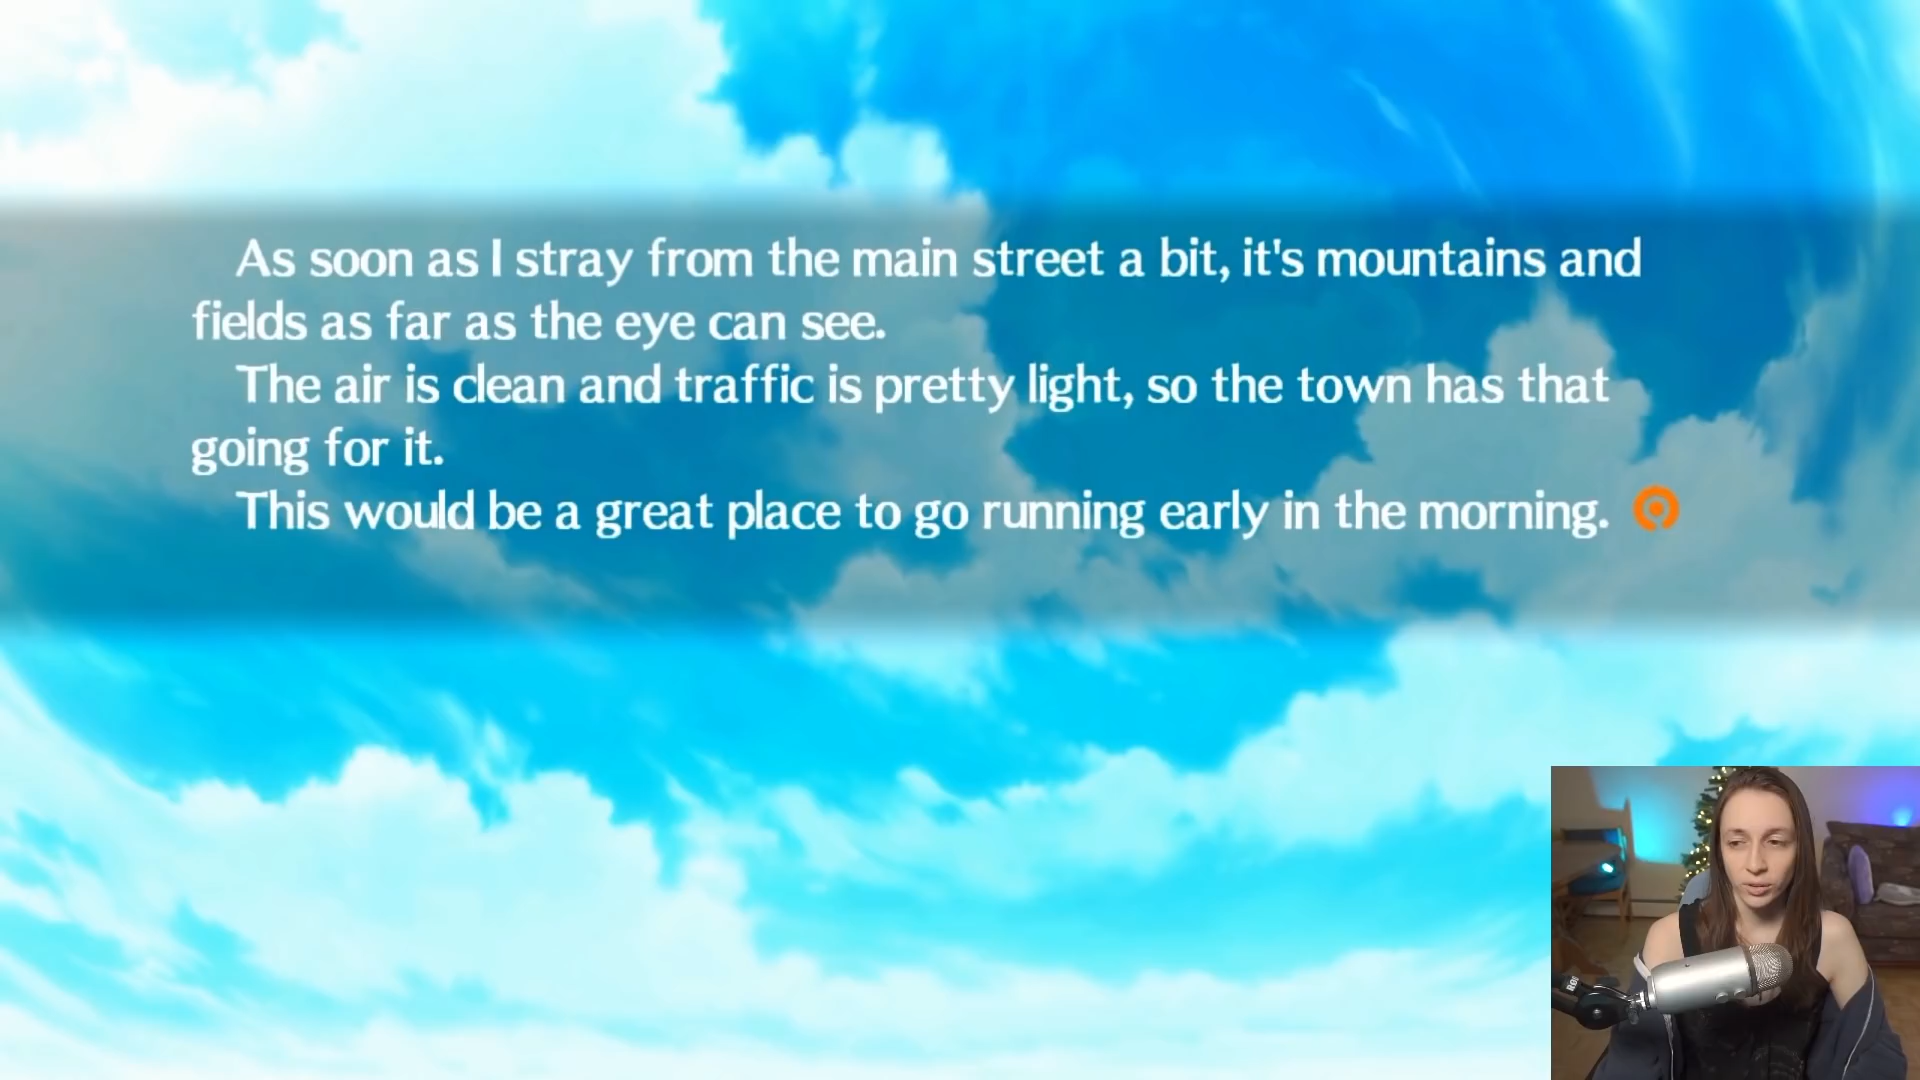 As soon as I stray from the main street a bit, it's mountains and
fields as far as the eye can see.
The air is clean and traffic is pretty light, so the town has that
going for it.
This would be a great place to go running early in the morning.